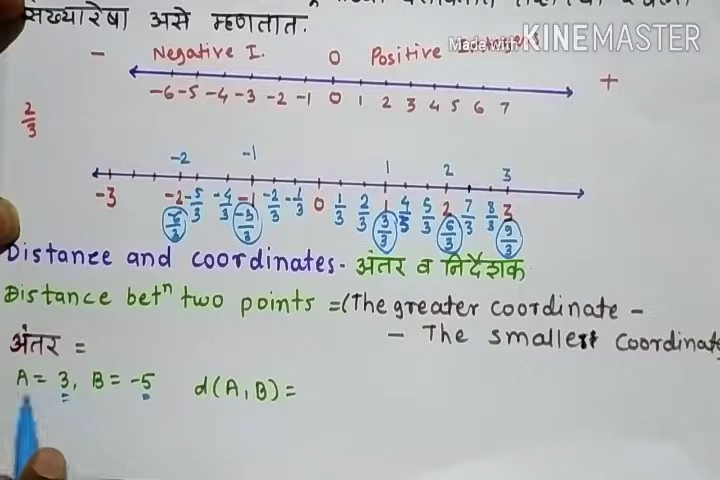 संख्यारेषा असे म्हणतात.
Made with KINEMASTER
- Negative I. 0 Positive Integers +
-6 -5 -4 -3 -2 -1 0 1 2 3 4 5 6 7
2/3
-2 -1 1 2 3
-3 -2 -5/3 -4/3 -1 -2/3 -1/3 0 1/3 2/3 1 4/3 5/3 2 7/3 8/3 3
-6/3 -3/3 3/3 6/3 9/3
Distance and coordinates - अंतर व निर्देशक
Distance betⁿ two points = (The greater coordinate -
- The smallest coordinate
अंतर =
A = 3, B = -5 d(A, B) =